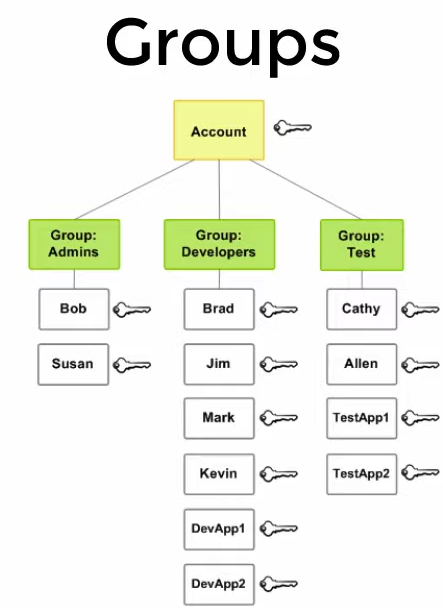 Groups
Account
Group:
Admins
Bob
Susan
Group:
Developers
Brad
Jim
Mark
Kevin
DevApp1
DevApp2
Group:
Test
Cathy
Allen
TestApp1
TestApp2